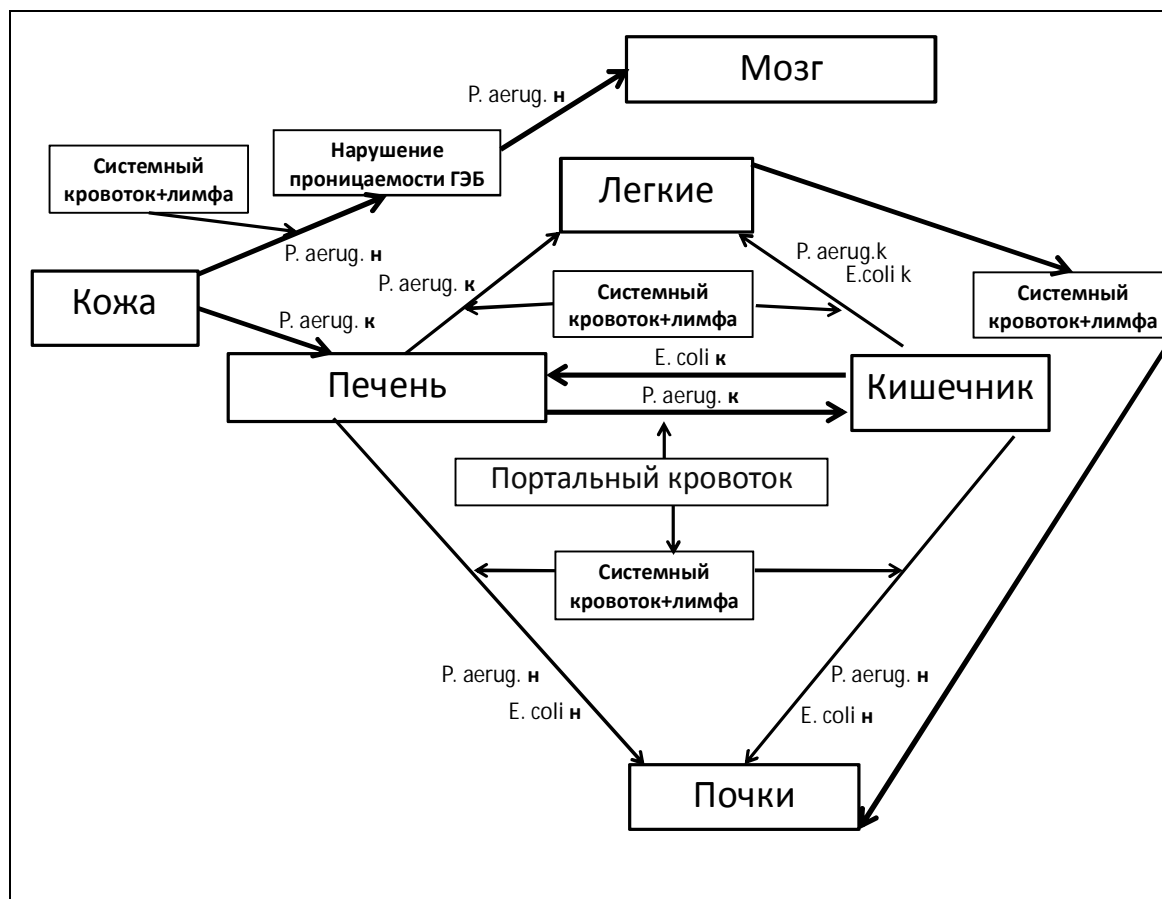 Мозг
P. aerug. н
Системный
кровоток+лимфа
Нарушение
проницаемости ГЭБ
Легкие
P. aerug. н
P. aerug.k
E.coli k
P. aerug. к
Кожа
Системный
кровоток+лимфа
Системный
кровоток+лимфа
P. aerug. к
E. coli к
Печень
Кишечник
P. aerug. к
Портальный кровоток
Системный
кровоток+лимфа
P. aerug. н
E. coli н
P. aerug. н
E. coli н
Почки